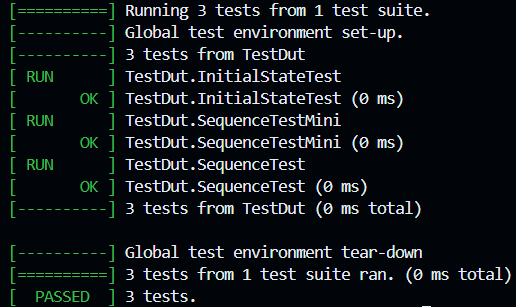 [==========] Running 3 tests from 1 test suite.
[----------] Global test environment set-up.
[----------] 3 tests from TestDut
[ RUN      ] TestDut.InitialStateTest
[       OK ] TestDut.InitialStateTest (0 ms)
[ RUN      ] TestDut.SequenceTestMini
[       OK ] TestDut.SequenceTestMini (0 ms)
[ RUN      ] TestDut.SequenceTest
[       OK ] TestDut.SequenceTest (0 ms)
[----------] 3 tests from TestDut (0 ms total)

[----------] Global test environment tear-down
[==========] 3 tests from 1 test suite ran. (0 ms total)
[  PASSED  ] 3 tests.